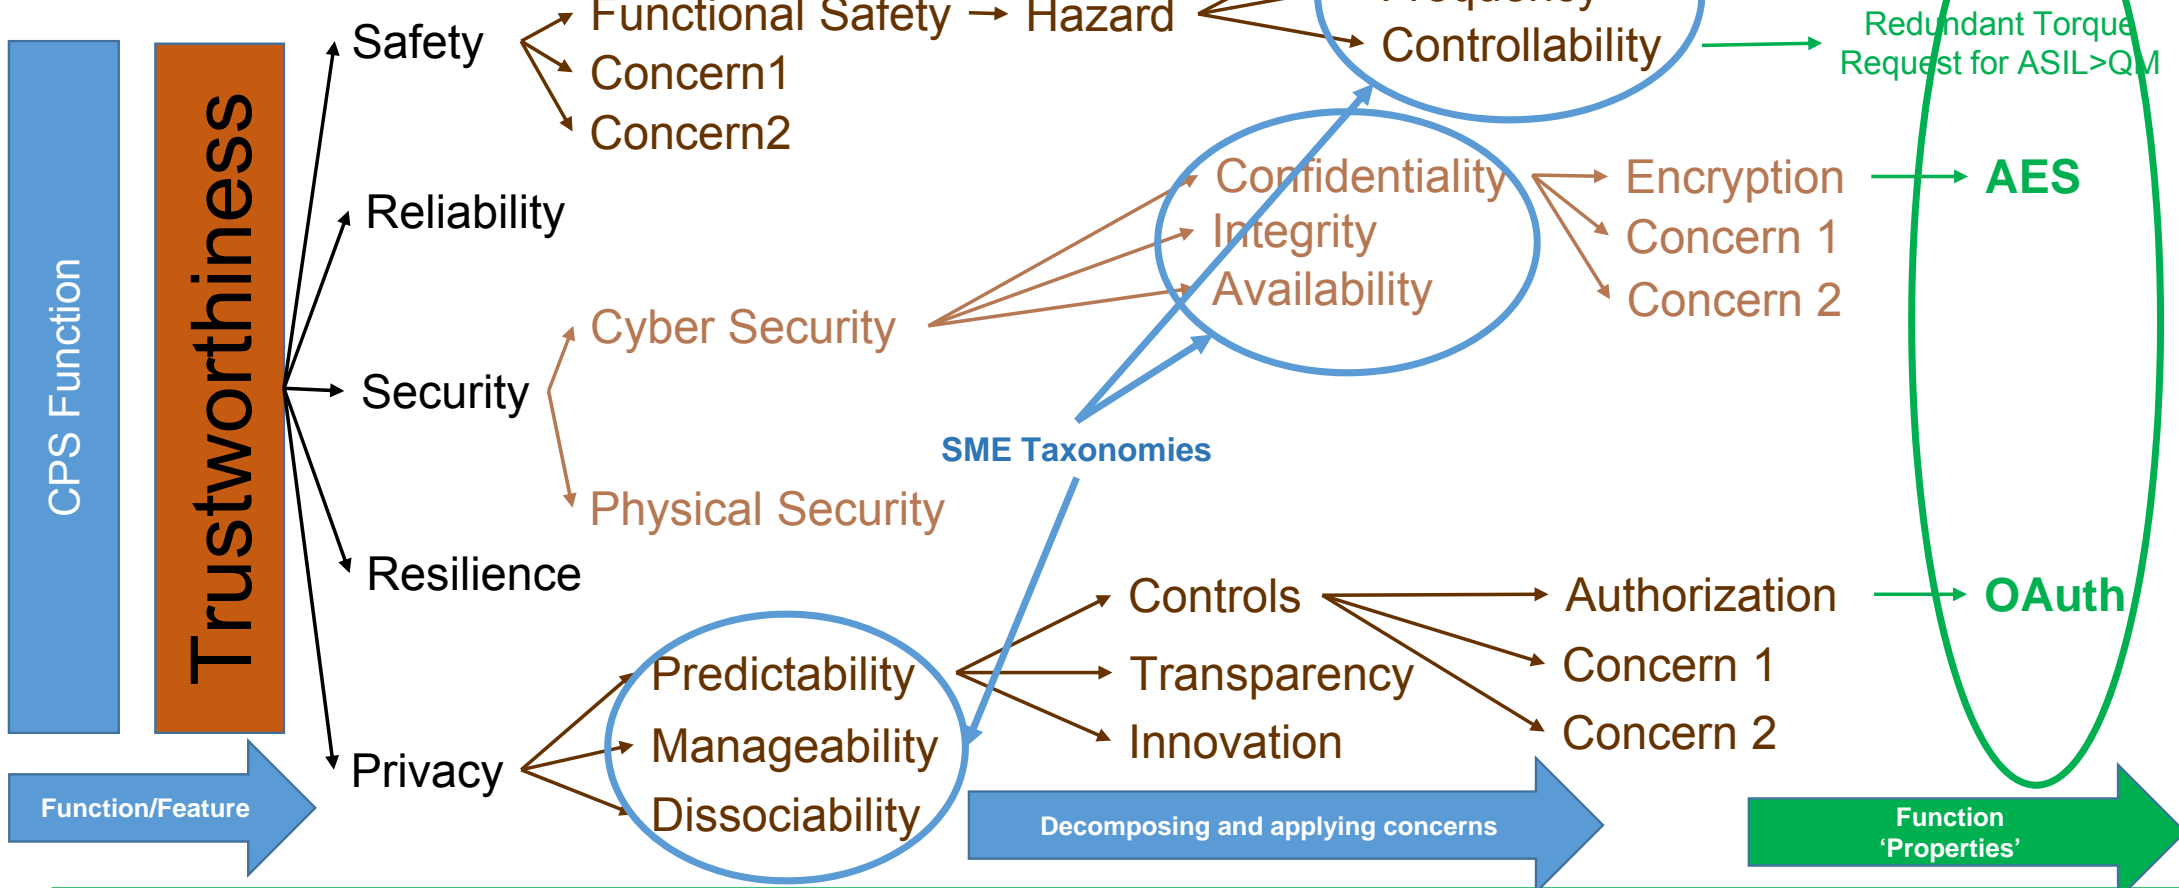 CPS Function
Trustworthiness
Safety
Functional Safety
Hazard
Frequency
Controllability
Redundant Torque
Request for ASIL>QM
Concern1
Concern2
Reliability
Confidentiality
Integrity
Availability
Encryption
Concern 1
Concern 2
AES
Cyber Security
Security
SME Taxonomies
Physical Security
Resilience
Controls
Transparency
Innovation
Authorization
Concern 1
Concern 2
OAuth
Predictability
Manageability
Dissociability
Privacy
Function/Feature
Decomposing and applying concerns
Function
‘Properties’